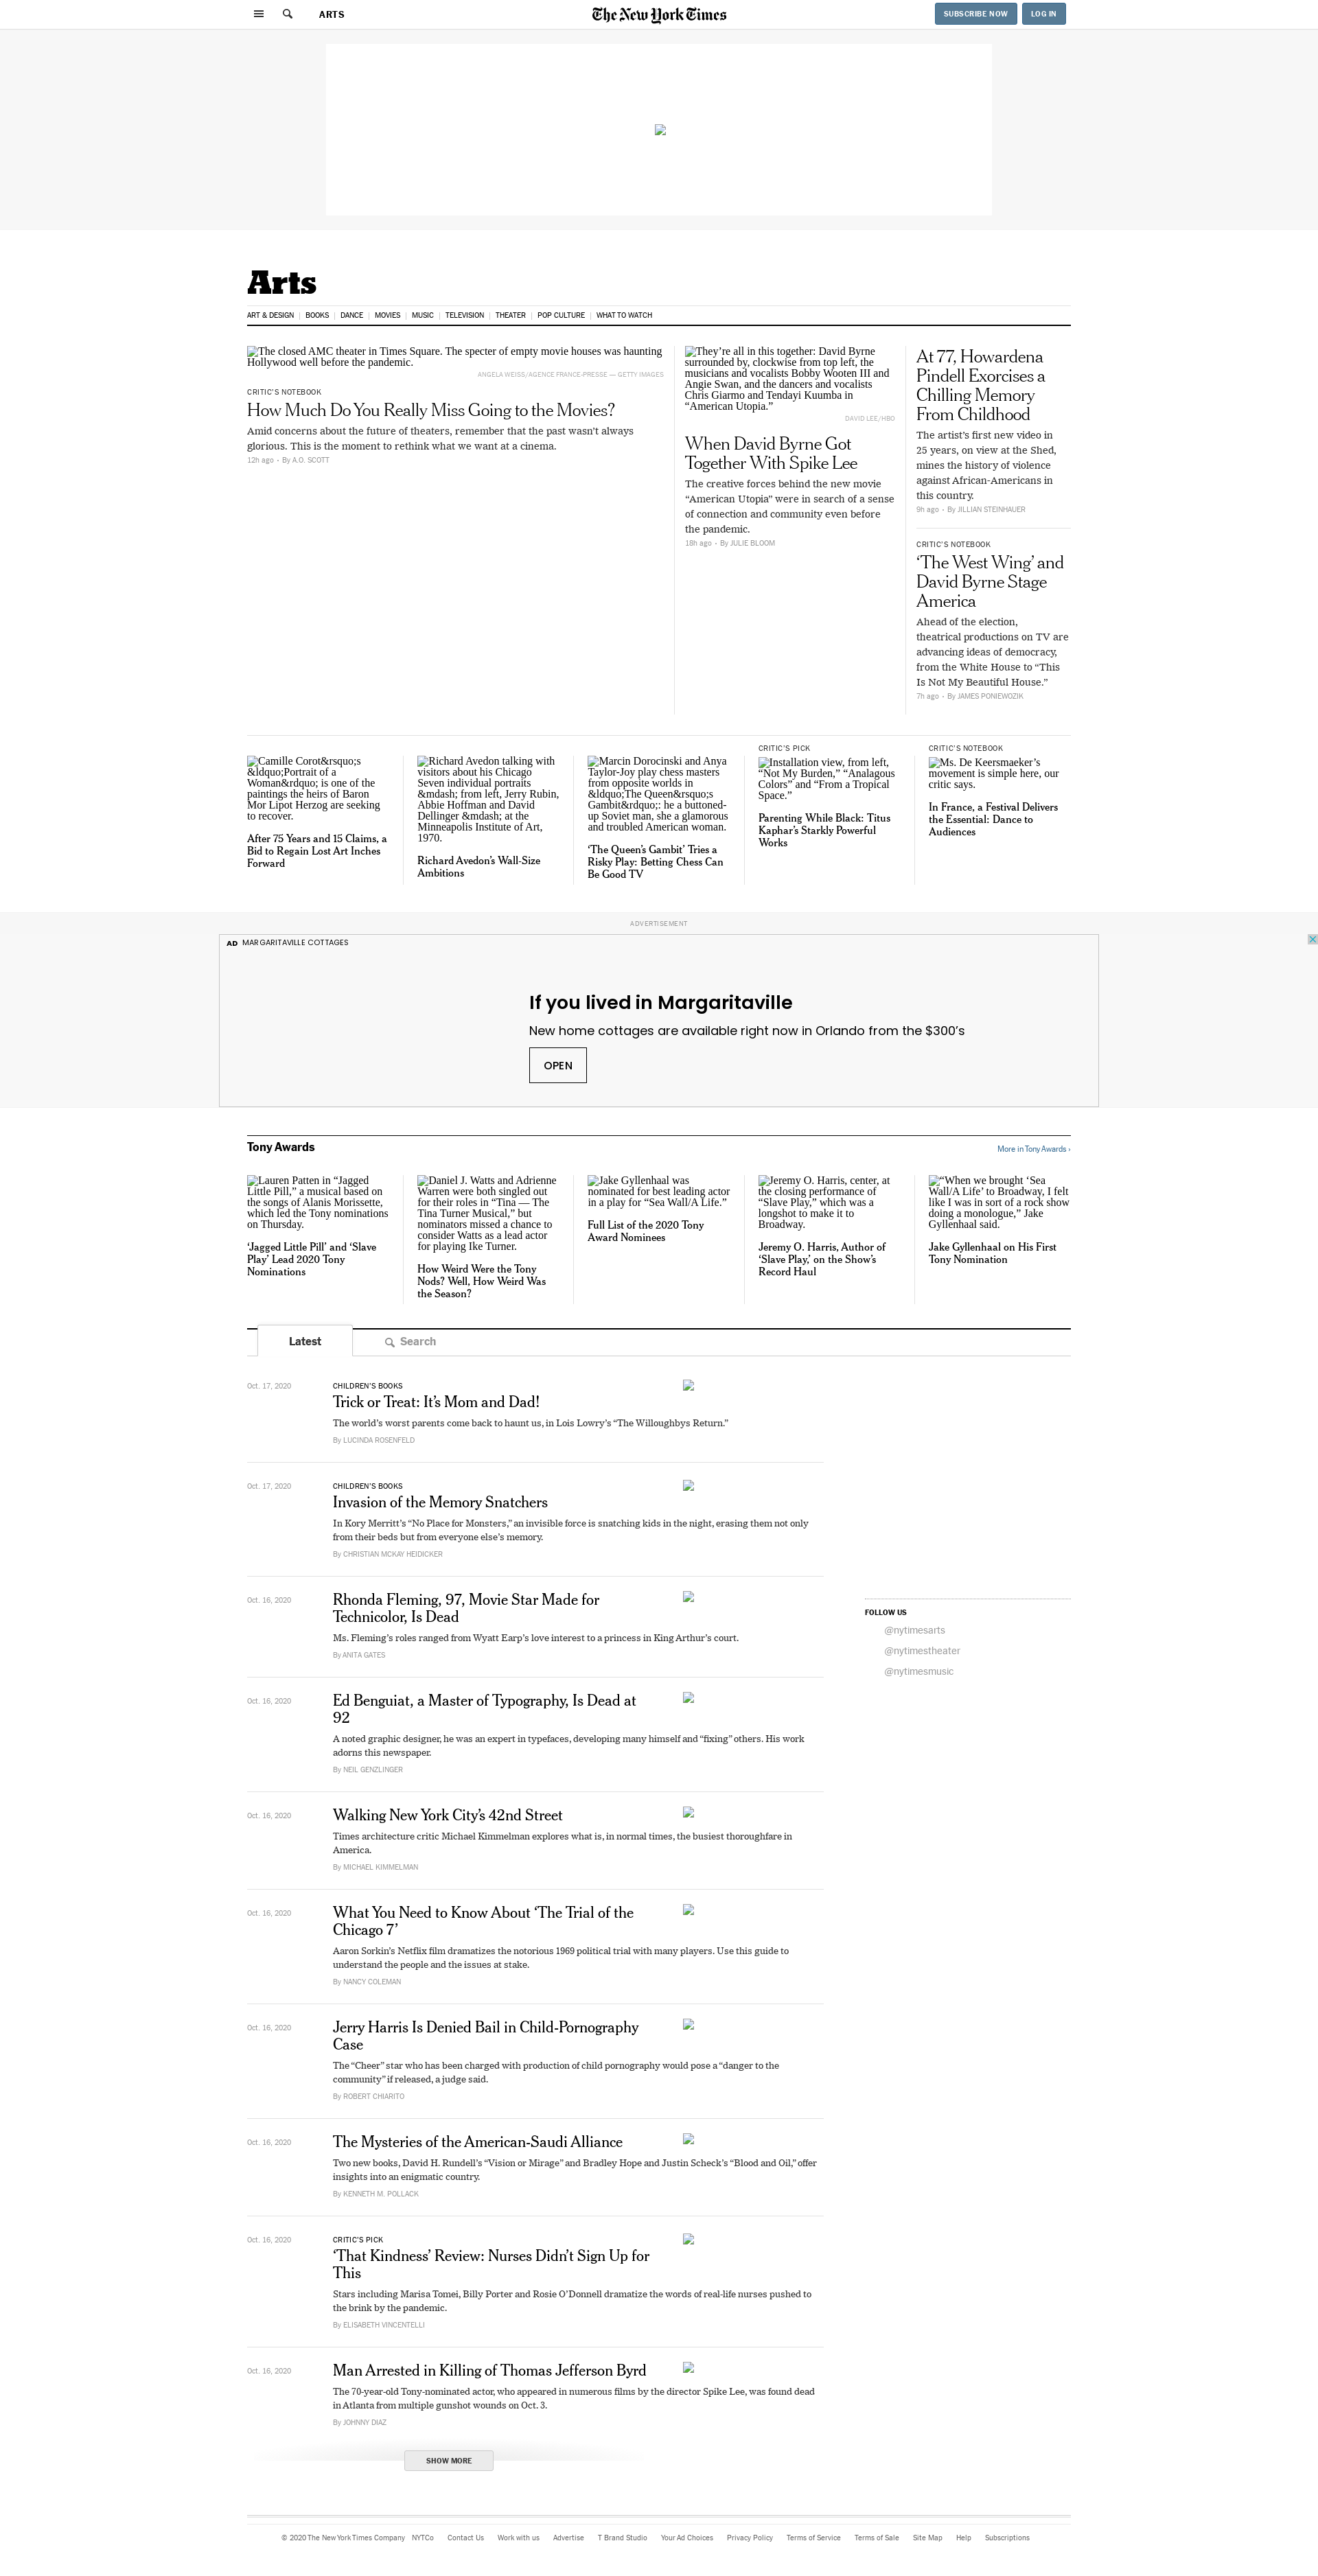 ARTS
The New York Times
SUBSCRIBE NOW
LOG IN
Arts
ART & DESIGN
BOOKS
DANCE
MOVIES
MUSIC
TELEVISION
THEATER
POP CULTURE
WHAT TO WATCH
The closed AMC theater in Times Square. The specter of empty movie houses was haunting
Hollywood well before the pandemic.
ANGELA WEISS/AGENCE FRANCE-PRESSE — GETTY IMAGES
CRITIC'S NOTEBOOK
How Much Do You Really Miss Going to the Movies?
Amid concerns about the future of theaters, remember that the past wasn't always
glorious. This is the moment to rethink what we want at a cinema.
12h ago - By A.O. SCOTT
They're all in this together: David Byrne
surrounded by, clockwise from top left, the
musicians and vocalists Bobby Wooten III and
Angie Swan, and the dancers and vocalists
Chris Giarmo and Tendayi Kuumba in
“American Utopia.”
DAVID LEE/HBO
When David Byrne Got
Together With Spike Lee
The creative forces behind the new movie
“American Utopia” were in search of a sense
of connection and community even before
the pandemic.
18h ago - By JULIE BLOOM
At 77, Howardena
Pindell Exorcises a
Chilling Memory
From Childhood
The artist’s first new video in
25 years, on view at the Shed,
mines the history of violence
against African-Americans in
this country.
9h ago - By JILLIAN STEINHAUER
CRITIC'S NOTEBOOK
‘The West Wing’ and
David Byrne Stage
America
Ahead of the election,
theatrical productions on TV are
advancing ideas of democracy,
from the White House to “This
Is Not My Beautiful House.”
7h ago - By JAMES PONIEWOZIK
Camille Corot&rsquo;s
&ldquo;Portrait of a
Woman&rdquo; is one of the
paintings the heirs of Baron
Mor Lipot Herzog are seeking
to recover.
After 75 Years and 15 Claims, a
Bid to Regain Lost Art Inches
Forward
Richard Avedon talking with
visitors about his Chicago
Seven individual portraits
&mdash; from left, Jerry Rubin,
Abbie Hoffman and David
Dellinger &mdash; at the
Minneapolis Institute of Art,
1970.
Richard Avedon’s Wall-Size
Ambitions
Marcin Dorocinski and Anya
Taylor-Joy play chess masters
from opposite worlds in
&ldquo;The Queen&rsquo;s
Gambit&rdquo;: he a buttoned-
up Soviet man, she a glamorous
and troubled American woman.
‘The Queen’s Gambit’ Tries a
Risky Play: Betting Chess Can
Be Good TV
CRITIC'S PICK
Installation view, from left,
“Not My Burden,” “Analagous
Colors” and “From a Tropical
Space.”
Parenting While Black: Titus
Kaphar’s Starkly Powerful
Works
CRITIC'S NOTEBOOK
Ms. De Keersmaeker’s
movement is simple here, our
critic says.
In France, a Festival Delivers
the Essential: Dance to
Audiences
ADVERTISEMENT
AD MARGARITAVILLE COTTAGES
If you lived in Margaritaville
New home cottages are available right now in Orlando from the $300’s
OPEN
Tony Awards
More in Tony Awards ›
Lauren Patten in “Jagged
Little Pill,” a musical based on
the songs of Alanis Morissette,
which led the Tony nominations
on Thursday.
‘Jagged Little Pill’ and ‘Slave
Play’ Lead 2020 Tony
Nominations
Daniel J. Watts and Adrienne
Warren were both singled out
for their roles in “Tina — The
Tina Turner Musical,” but
nominators missed a chance to
consider Watts as a lead actor
for playing Ike Turner.
How Weird Were the Tony
Nods? Well, How Weird Was
the Season?
Jake Gyllenhaal was
nominated for best leading actor
in a play for “Sea Wall/A Life.”
Full List of the 2020 Tony
Award Nominees
Jeremy O. Harris, center, at
the closing performance of
“Slave Play,” which was a
longshot to make it to
Broadway.
Jeremy O. Harris, Author of
‘Slave Play,’ on the Show’s
Record Haul
“When we brought ‘Sea
Wall/A Life’ to Broadway, I felt
like I was in sort of a rock show
doing a monologue,” Jake
Gyllenhaal said.
Jake Gyllenhaal on His First
Tony Nomination
Latest
Search
Oct. 17, 2020
CHILDREN'S BOOKS
Trick or Treat: It’s Mom and Dad!
The world’s worst parents come back to haunt us, in Lois Lowry’s “The Willoughbys Return.”
By LUCINDA ROSENFELD
Oct. 17, 2020
CHILDREN'S BOOKS
Invasion of the Memory Snatchers
In Kory Merritt’s “No Place for Monsters,” an invisible force is snatching kids in the night, erasing them not only
from their beds but from everyone else’s memory.
By CHRISTIAN MCKAY HEIDICKER
Oct. 16, 2020
Rhonda Fleming, 97, Movie Star Made for
Technicolor, Is Dead
Ms. Fleming’s roles ranged from Wyatt Earp’s love interest to a princess in King Arthur’s court.
By ANITA GATES
FOLLOW US
@nytimesarts
@nytimestheater
@nytimesmusic
Oct. 16, 2020
Ed Benguiat, a Master of Typography, Is Dead at
92
A noted graphic designer, he was an expert in typefaces, developing many himself and “fixing” others. His work
adorns this newspaper.
By NEIL GENZLINGER
Oct. 16, 2020
Walking New York City’s 42nd Street
Times architecture critic Michael Kimmelman explores what is, in normal times, the busiest thoroughfare in
America.
By MICHAEL KIMMELMAN
Oct. 16, 2020
What You Need to Know About ‘The Trial of the
Chicago 7’
Aaron Sorkin’s Netflix film dramatizes the notorious 1969 political trial with many players. Use this guide to
understand the people and the issues at stake.
By NANCY COLEMAN
Oct. 16, 2020
Jerry Harris Is Denied Bail in Child-Pornography
Case
The “Cheer” star who has been charged with production of child pornography would pose a “danger to the
community” if released, a judge said.
By ROBERT CHIARITO
Oct. 16, 2020
The Mysteries of the American-Saudi Alliance
Two new books, David H. Rundell’s “Vision or Mirage” and Bradley Hope and Justin Scheck’s “Blood and Oil,” offer
insights into an enigmatic country.
By KENNETH M. POLLACK
Oct. 16, 2020
CRITIC'S PICK
‘That Kindness’ Review: Nurses Didn’t Sign Up for
This
Stars including Marisa Tomei, Billy Porter and Rosie O’Donnell dramatize the words of real-life nurses pushed to
the brink by the pandemic.
By ELISABETH VINCENTELLI
Oct. 16, 2020
Man Arrested in Killing of Thomas Jefferson Byrd
The 70-year-old Tony-nominated actor, who appeared in numerous films by the director Spike Lee, was found dead
in Atlanta from multiple gunshot wounds on Oct. 3.
By JOHNNY DIAZ
SHOW MORE
© 2020 The New York Times Company NYTCo Contact Us Work with us Advertise T Brand Studio Your Ad Choices Privacy Policy Terms of Service Terms of Sale Site Map Help Subscriptions